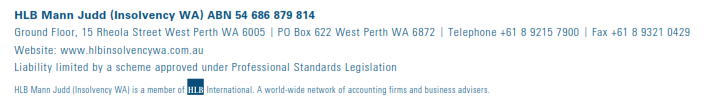 HLB Mann Judd (Insolvency WA) ABN 54 686 879 814
Ground Floor, 15 Rheola Street West Perth WA 6005 | PO Box 622 West Perth WA 6872 | Telephone +61 8 9215 7900 | Fax +61 8 9321 0429
Website: www.hlbinsolvencywa.com.au
Liability limited by a scheme approved under Professional Standards Legislation
HLB Mann Judd (Insolvency WA) is a member of HLB International. A world-wide network of accounting firms and business advisers.